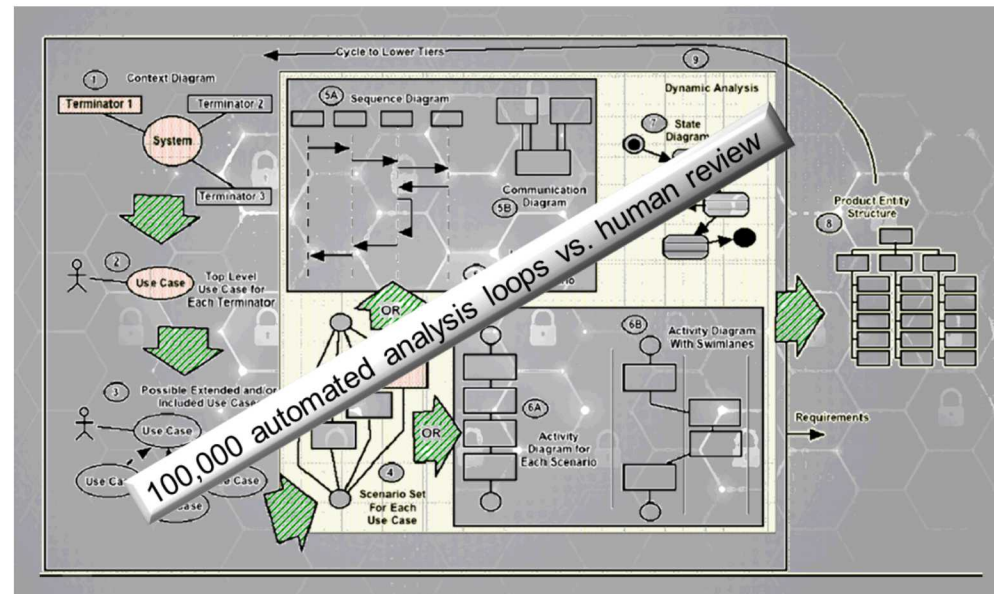 Cycle to Lower Tiers
9
1
Context Diagram
Terminator 1
Terminator 2
System
Terminator 3
5A
Sequence Diagram
Communication
Diagram
5B
Dynamic Analysis
7
State
Diagram
2
Use Case
Top Level
Use Case for
Each Terminator
8
Product Entity
Structure
3
Possible Extended and/or
Included Use Case
Use Case
Use
Case
OR
OR
4
Scenario Set
For Each
Use Case
6A
Activity
Diagram for
Each Scenario
6B
Activity Diagram
With Swimlanes
Requirements
100,000 automated analysis loops vs. human review